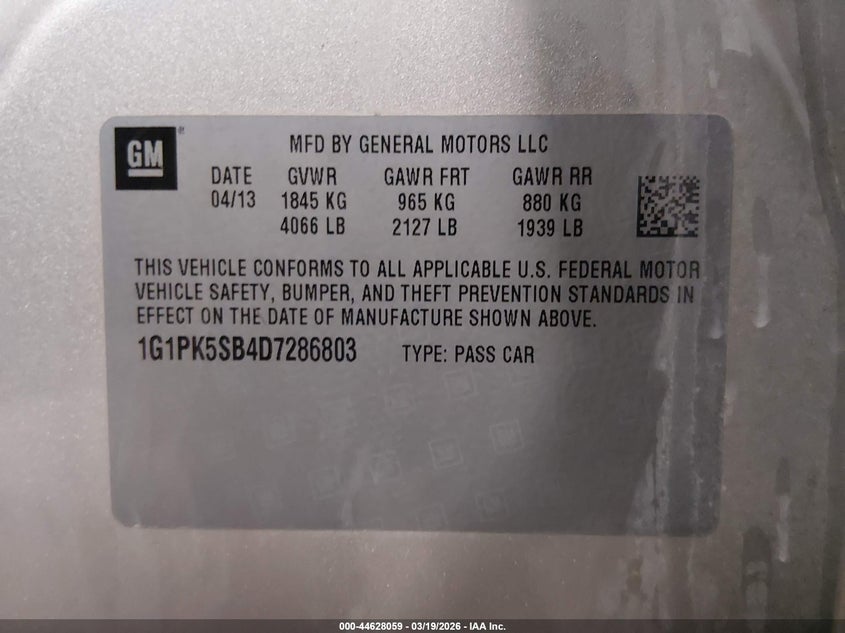 GM®
MFD BY GENERAL MOTORS LLC
DATE GVWR GAWR FRT GAWR RR
04/13 1845 KG 965 KG 880 KG
4066 LB 2127 LB 1939 LB
THIS VEHICLE CONFORMS TO ALL APPLICABLE U.S. FEDERAL MOTOR
VEHICLE SAFETY, BUMPER, AND THEFT PREVENTION STANDARDS IN
EFFECT ON THE DATE OF MANUFACTURE SHOWN ABOVE.
1G1PK5SB4D7286803 TYPE: PASS CAR
000-44628059 - 03/19/2026 - IAA Inc.